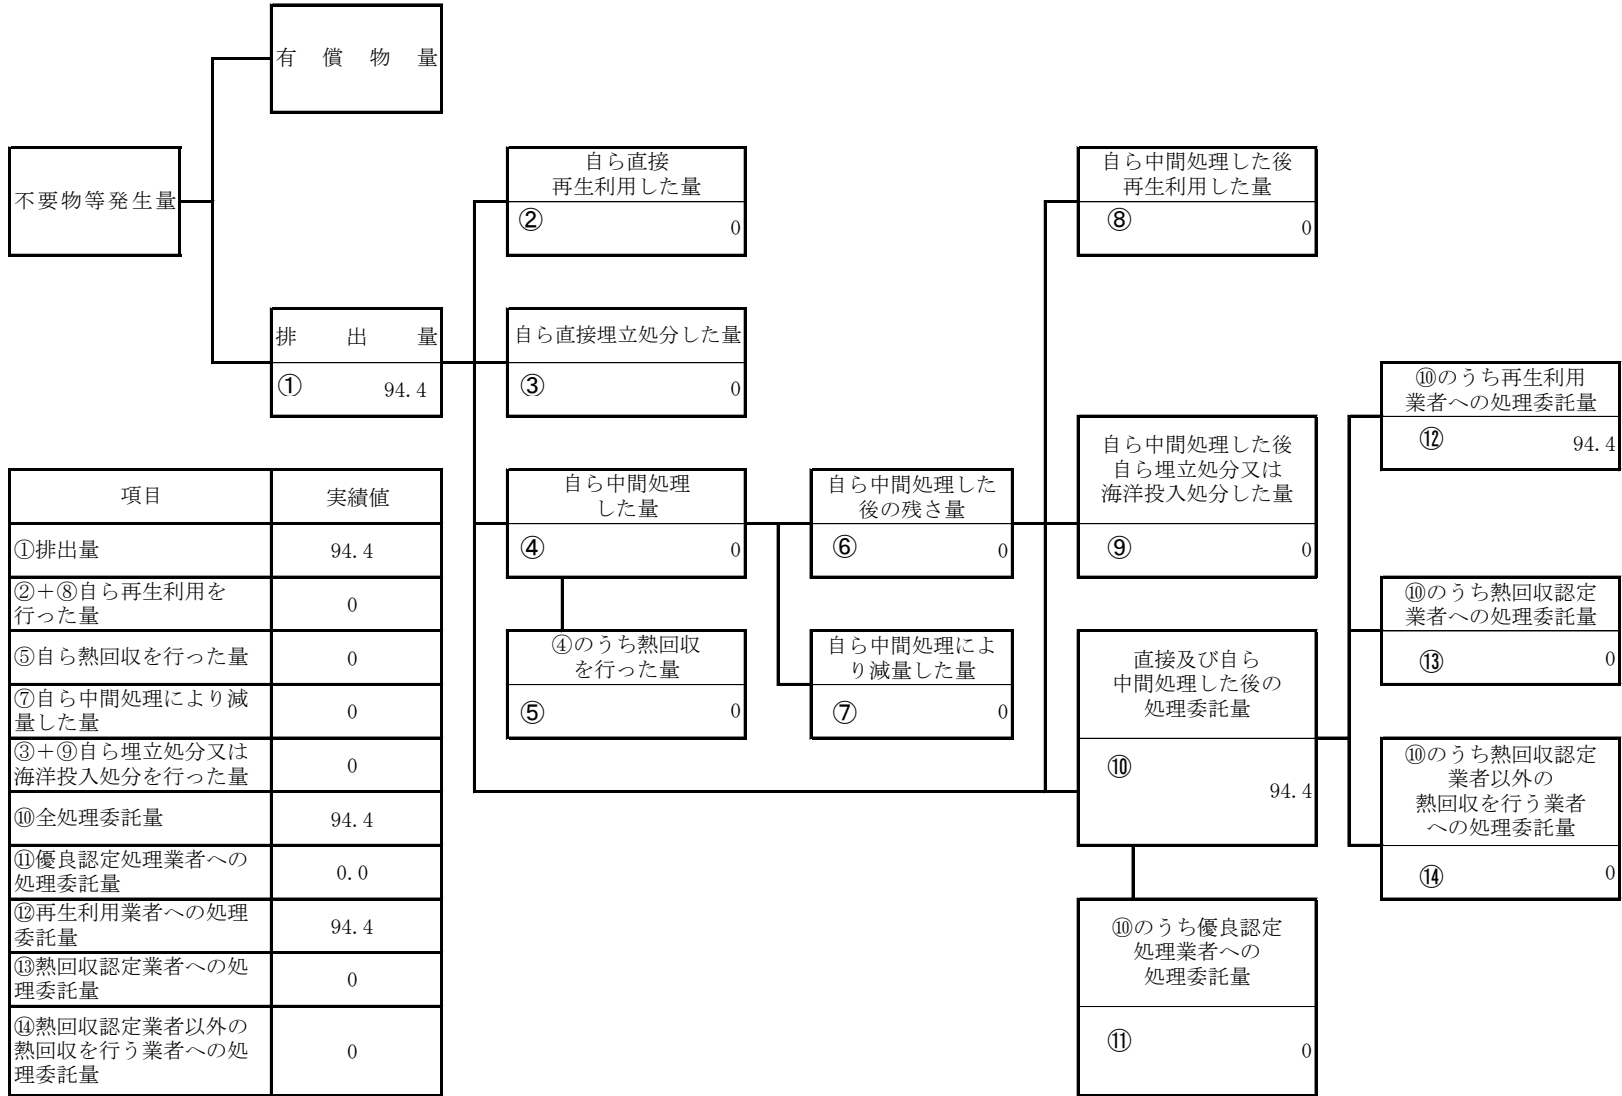 有償物量
不要物等発生量
排出量
① 94.4
自ら直接
再生利用した量
② 0
自ら直接埋立処分した量
③ 0
自ら中間処理
した量
④ 0
④のうち熱回収
を行った量
⑤ 0
自ら中間処理した
後の残さ量
⑥ 0
自ら中間処理によ
り減量した量
⑦ 0
自ら中間処理した後
再生利用した量
⑧ 0
自ら中間処理した後
自ら埋立処分又は
海洋投入処分した量
⑨ 0
直接及び自ら
中間処理した後の
処理委託量
⑩
94.4
⑩のうち優良認定
処理業者への
処理委託量
⑪ 0
⑩のうち再生利用
業者への処理委託量
⑫ 94.4
⑩のうち熱回収認定
業者への処理委託量
⑬ 0
⑩のうち熱回収認定
業者以外の
熱回収を行う業者
への処理委託量
⑭ 0
項目 実績値
①排出量 94.4
②+⑧自ら再生利用を
行った量 0
⑤自ら熱回収を行った量 0
⑦自ら中間処理により減
量した量 0
③+⑨自ら埋立処分又は
海洋投入処分を行った量 0
⑩全処理委託量 94.4
⑪優良認定処理業者への
処理委託量 0.0
⑫再生利用業者への処理
委託量 94.4
⑬熱回収認定業者への処
理委託量 0
⑭熱回収認定業者以外の
熱回収を行う業者への処 0
理委託量